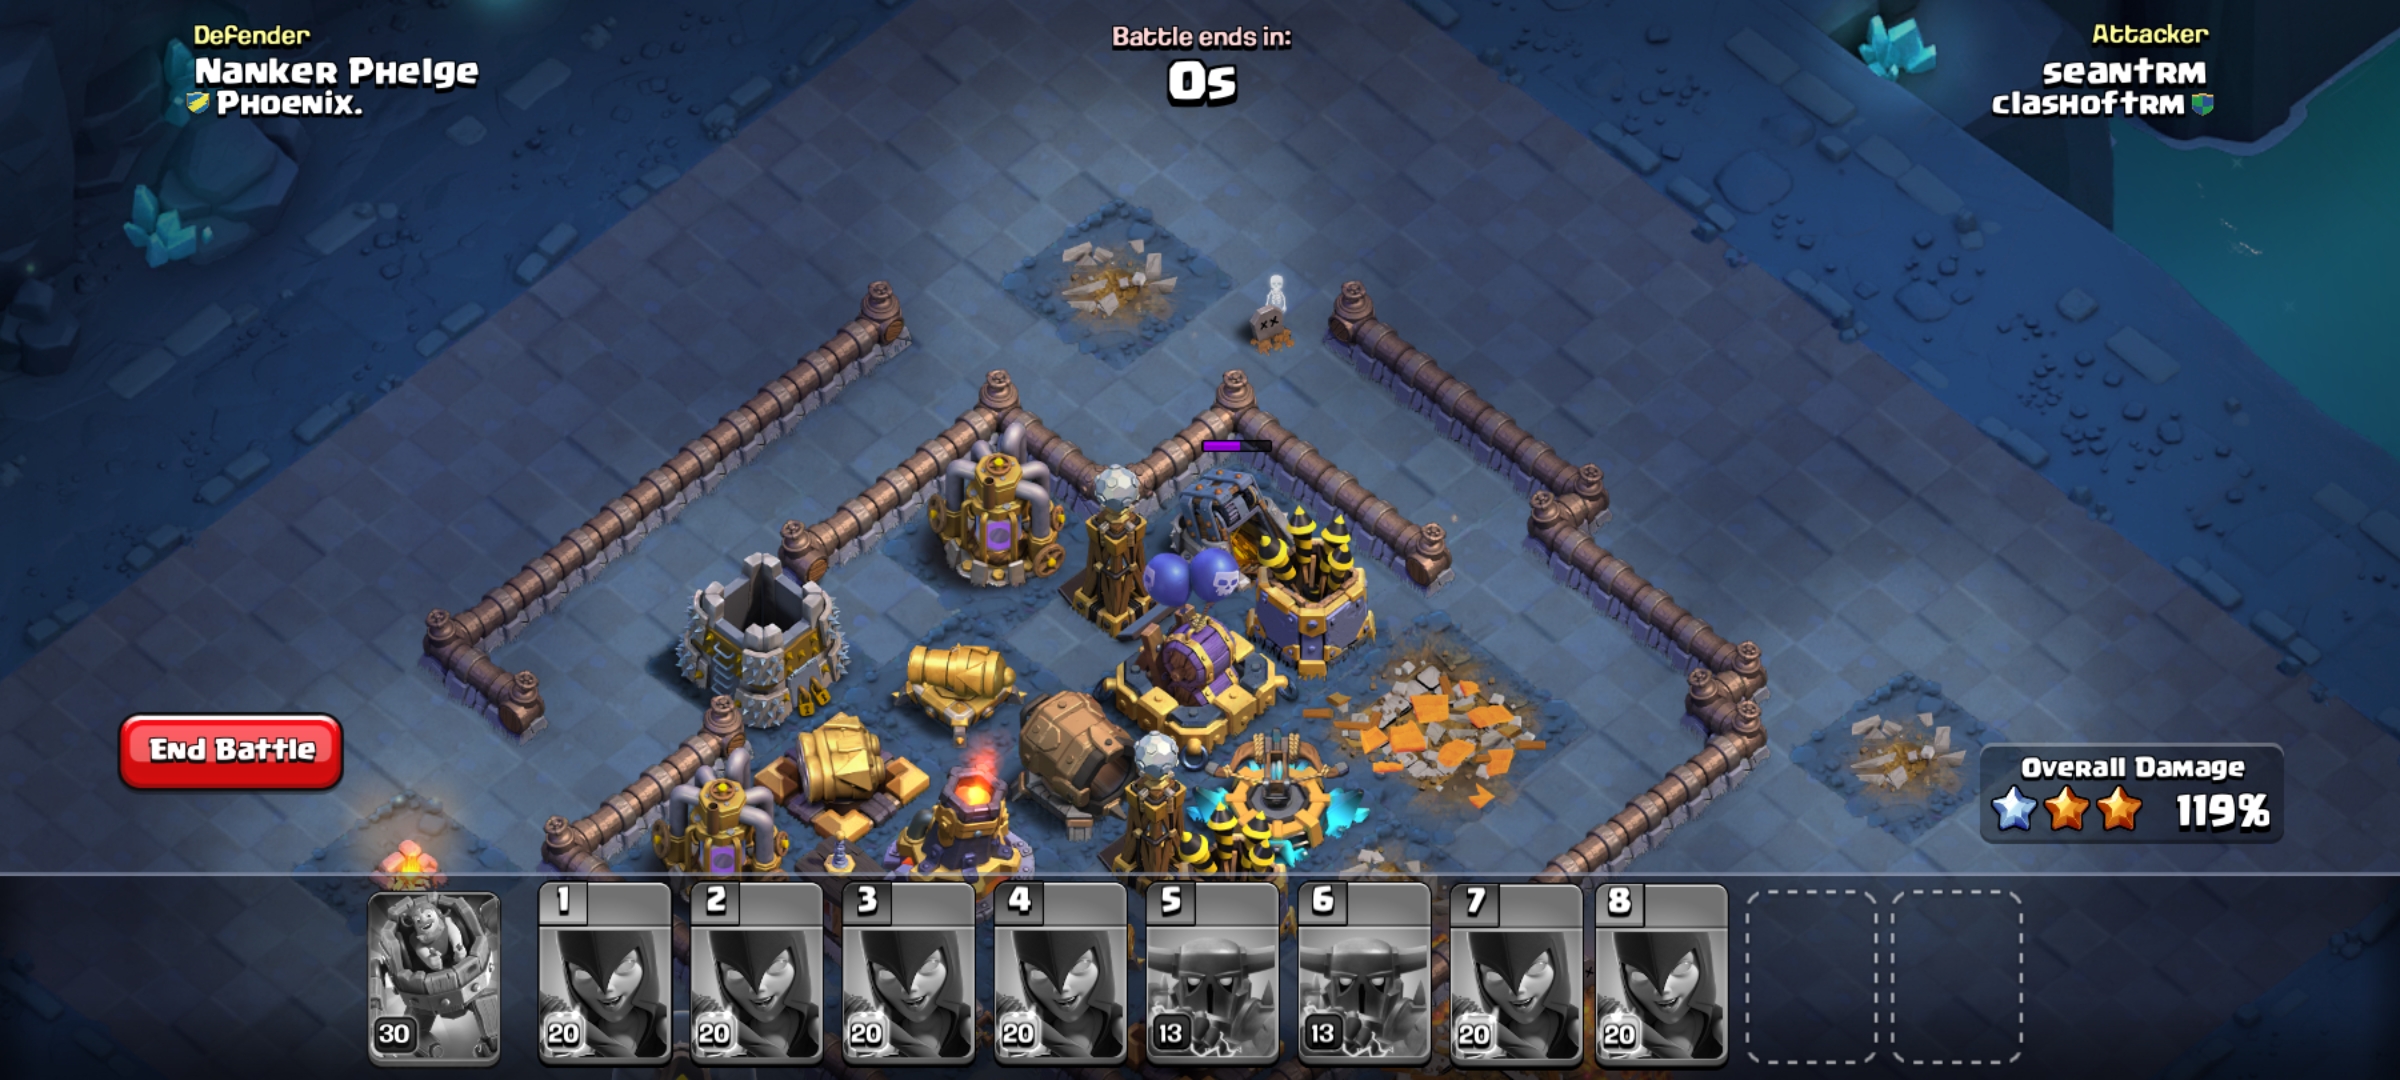 Defender
Nanker Phelge
Phoenix.
Battle ends in:
0s
Attacker
seantrm
clashoftrm
End Battle
Overall Damage
119%
30
1
20
2
20
3
20
4
20
5
13
6
13
7
20
8
20